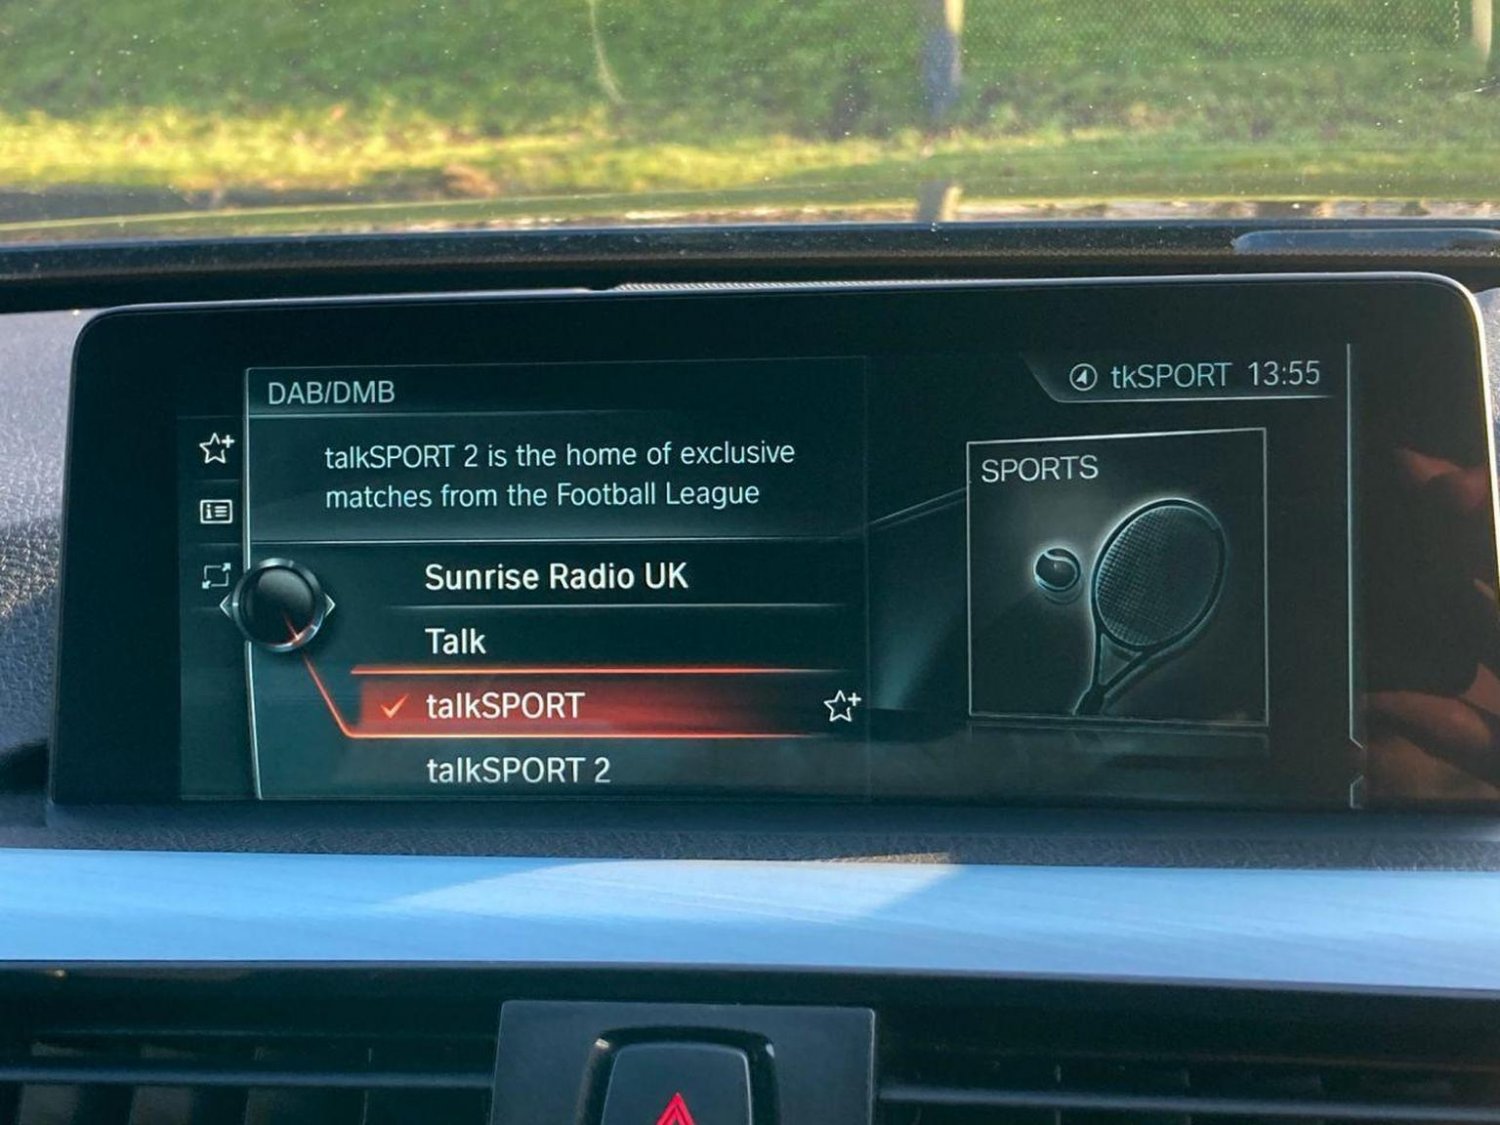 DAB/DMB
tkSPORT 13:55
talkSPORT 2 is the home of exclusive
matches from the Football League
SPORTS
Sunrise Radio UK
Talk
talkSPORT
talkSPORT 2